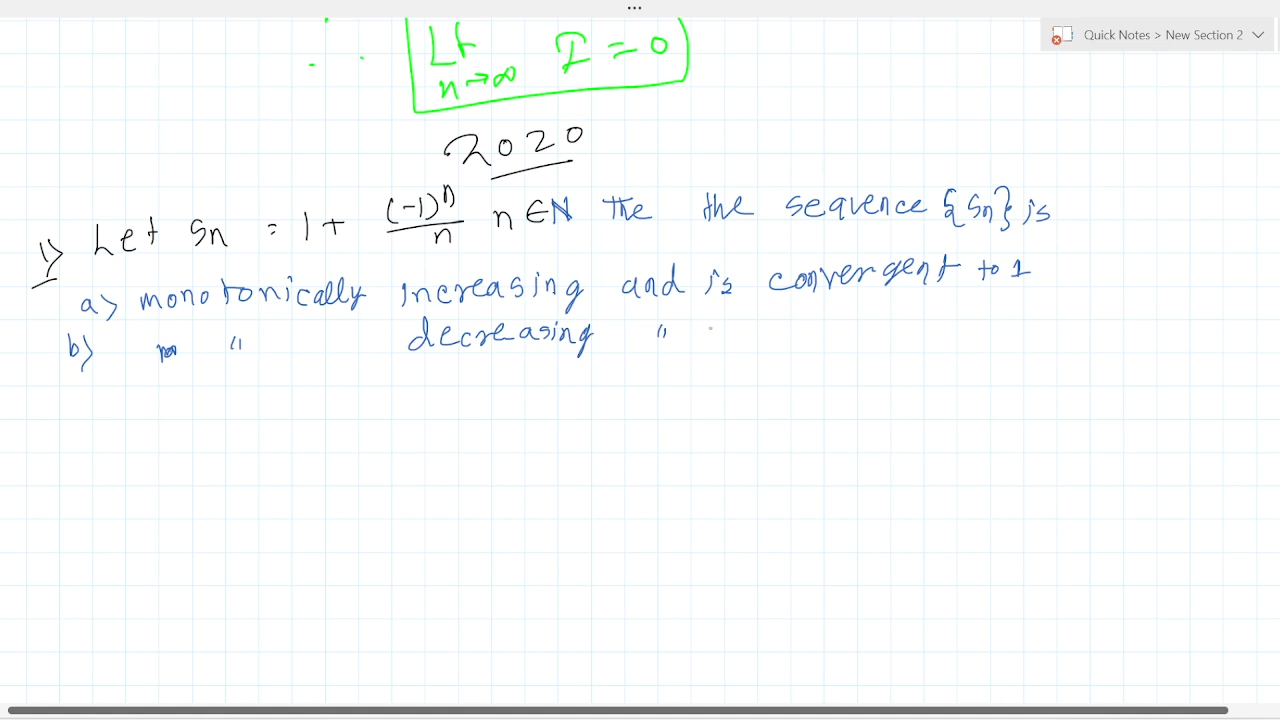 ...
Quick Notes > New Section 2
Lt I = 0
n→∞
2020
1) Let Sn = 1 + (-1)^n/n n ∈ N the the sequence {Sn} is
a) monotonically increasing and is convergent to 1
b) " decreasing "